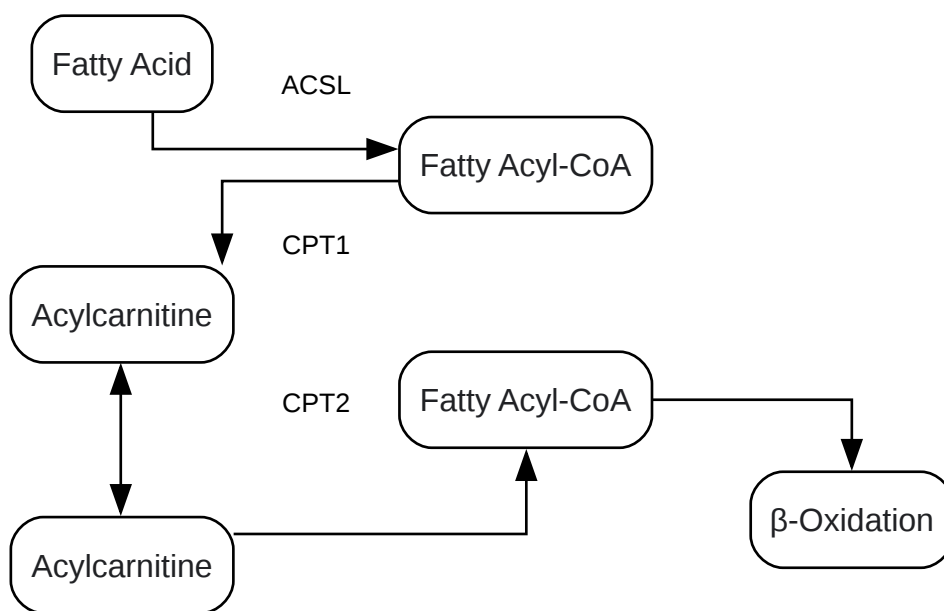 Fatty Acid
ACSL
Fatty Acyl-CoA
CPT1
Acylcarnitine
CPT2
Fatty Acyl-CoA
β-Oxidation
Acylcarnitine